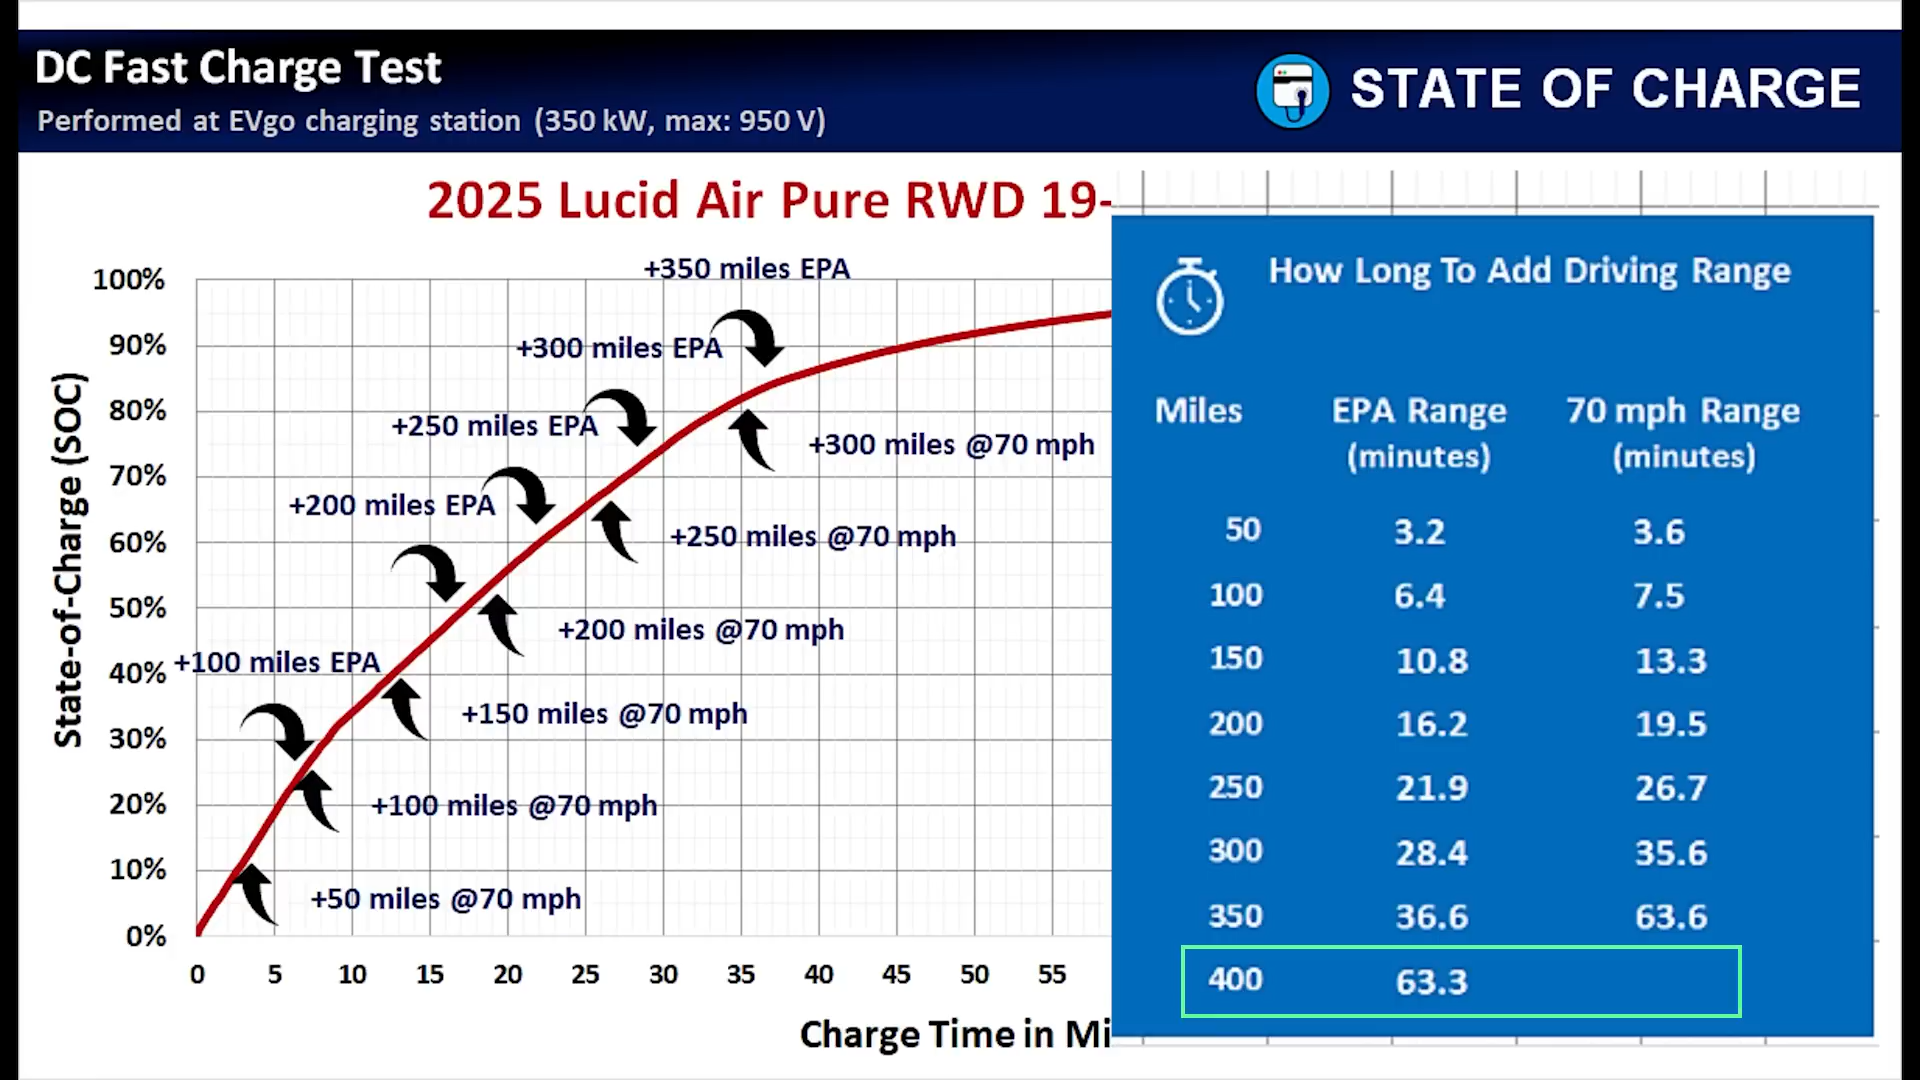 DC Fast Charge Test
Performed at EVgo charging station (350 kW, max: 950 V)
STATE OF CHARGE
2025 Lucid Air Pure RWD 19-
State-of-Charge (SOC)
100%
90%
80%
70%
60%
50%
40%
30%
20%
10%
0%
+350 miles EPA
+300 miles EPA
+250 miles EPA
+200 miles EPA
+100 miles EPA
+300 miles @70 mph
+250 miles @70 mph
+200 miles @70 mph
+150 miles @70 mph
+100 miles @70 mph
+50 miles @70 mph
0 5 10 15 20 25 30 35 40 45 50 55
Charge Time in Mi
How Long To Add Driving Range
Miles EPA Range 70 mph Range
(minutes) (minutes)
50 3.2 3.6
100 6.4 7.5
150 10.8 13.3
200 16.2 19.5
250 21.9 26.7
300 28.4 35.6
350 36.6 63.6
400 63.3